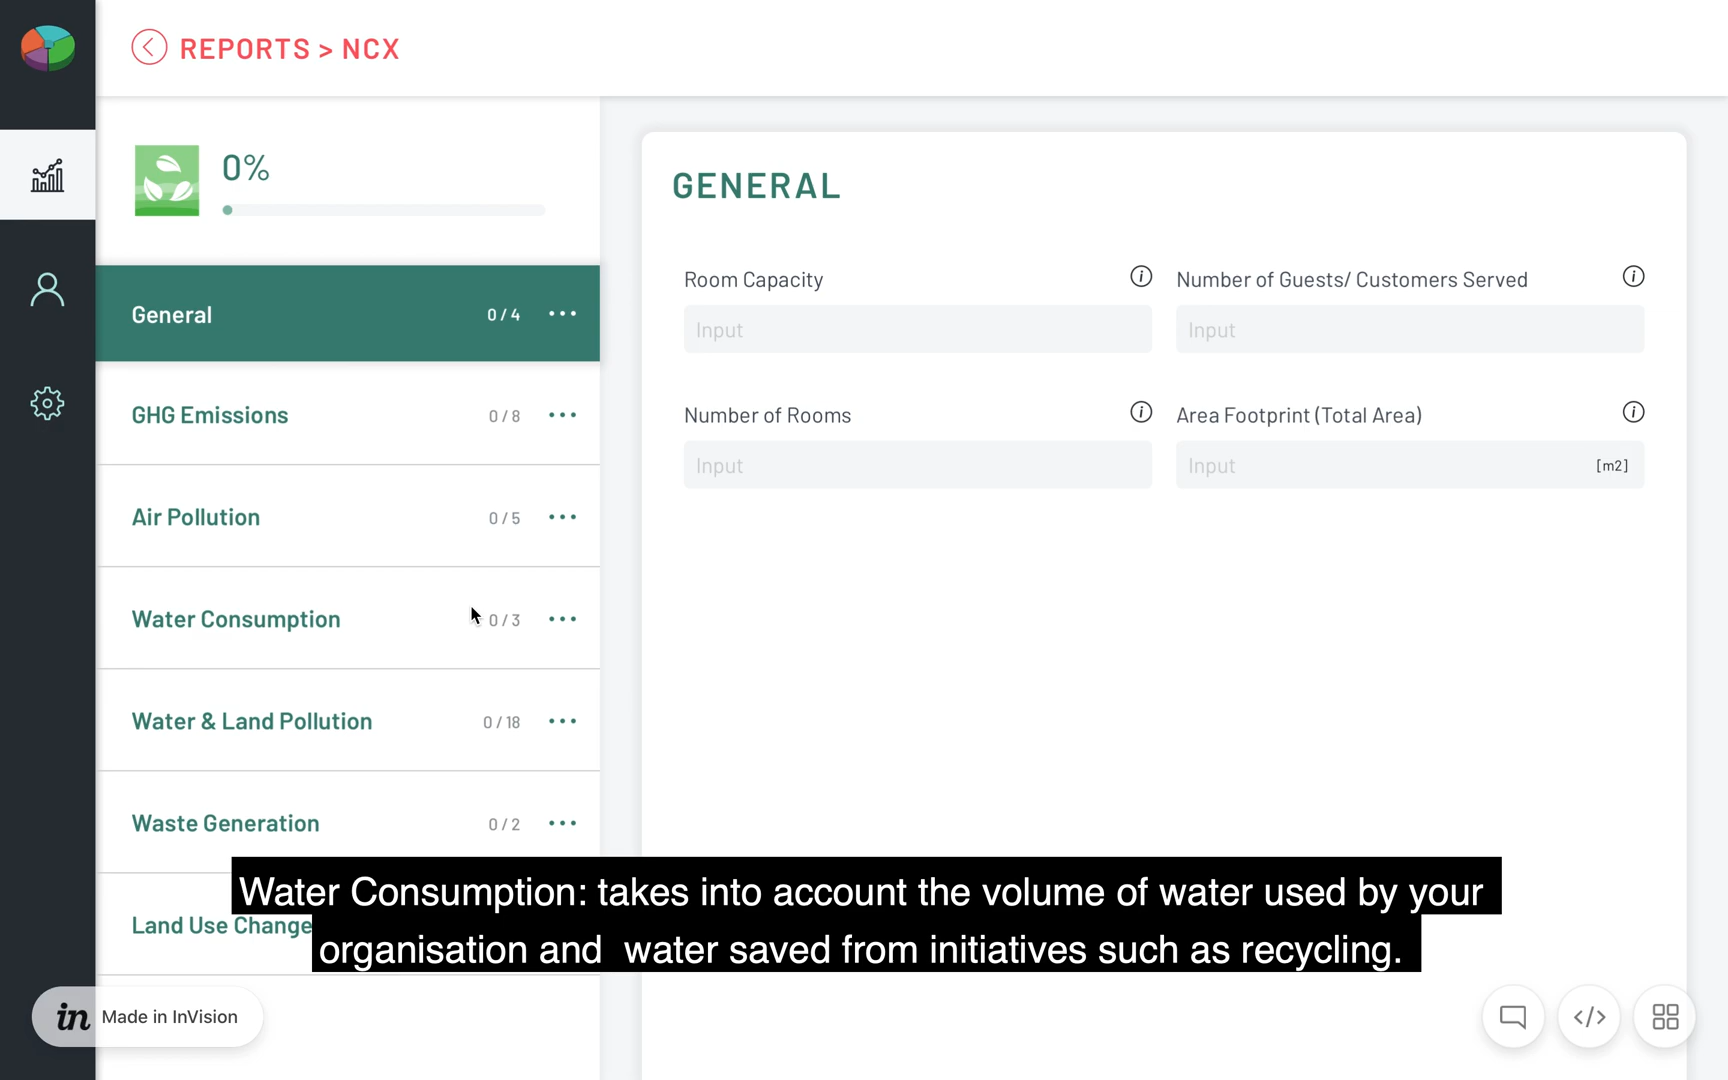 REPORTS > NCX
0%
General 0 / 4 •••
GHG Emissions 0 / 8 •••
Air Pollution 0 / 5 •••
Water Consumption 0 / 3 •••
Water & Land Pollution 0 / 18 •••
Waste Generation 0 / 2 •••
Land Use Change
GENERAL
Room Capacity
Input
Number of Guests/ Customers Served
Input
Number of Rooms
Input
Area Footprint (Total Area)
Input [m2]
Water Consumption: takes into account the volume of water used by your
organisation and  water saved from initiatives such as recycling.
in Made in InVision